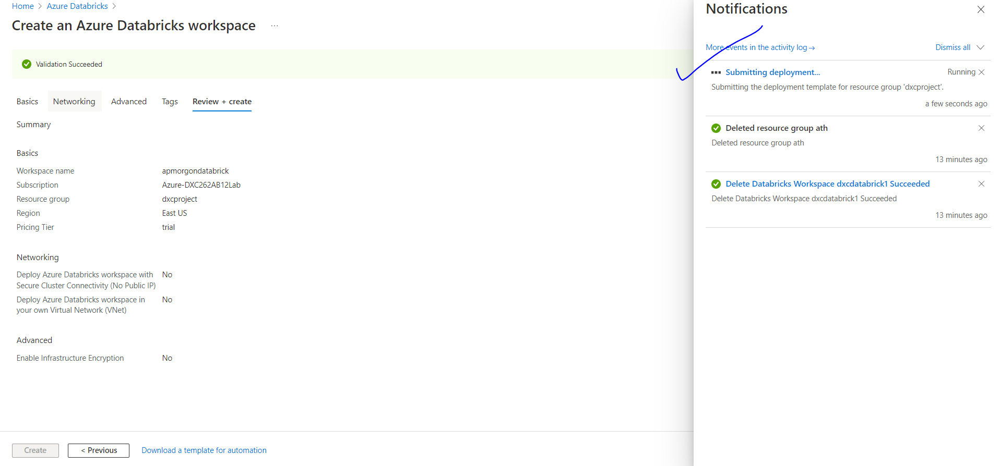 Home > Azure Databricks >
Create an Azure Databricks workspace ...
Validation Succeeded
Basics Networking Advanced Tags Review + create
Summary
Basics
Workspace name apmorgondatabrick
Subscription Azure-DXC262AB12Lab
Resource group dxcproject
Region East US
Pricing Tier trial
Networking
Deploy Azure Databricks workspace with No
Secure Cluster Connectivity (No Public IP)
Deploy Azure Databricks workspace in No
your own Virtual Network (VNet)
Advanced
Enable Infrastructure Encryption No
Create < Previous Download a template for automation
Notifications
More events in the activity log → Dismiss all
Submitting deployment... Running
Submitting the deployment template for resource group 'dxcproject'.
a few seconds ago
Deleted resource group ath
Deleted resource group ath
13 minutes ago
Delete Databricks Workspace dxcdatabrick1 Succeeded
Delete Databricks Workspace dxcdatabrick1 Succeeded
13 minutes ago